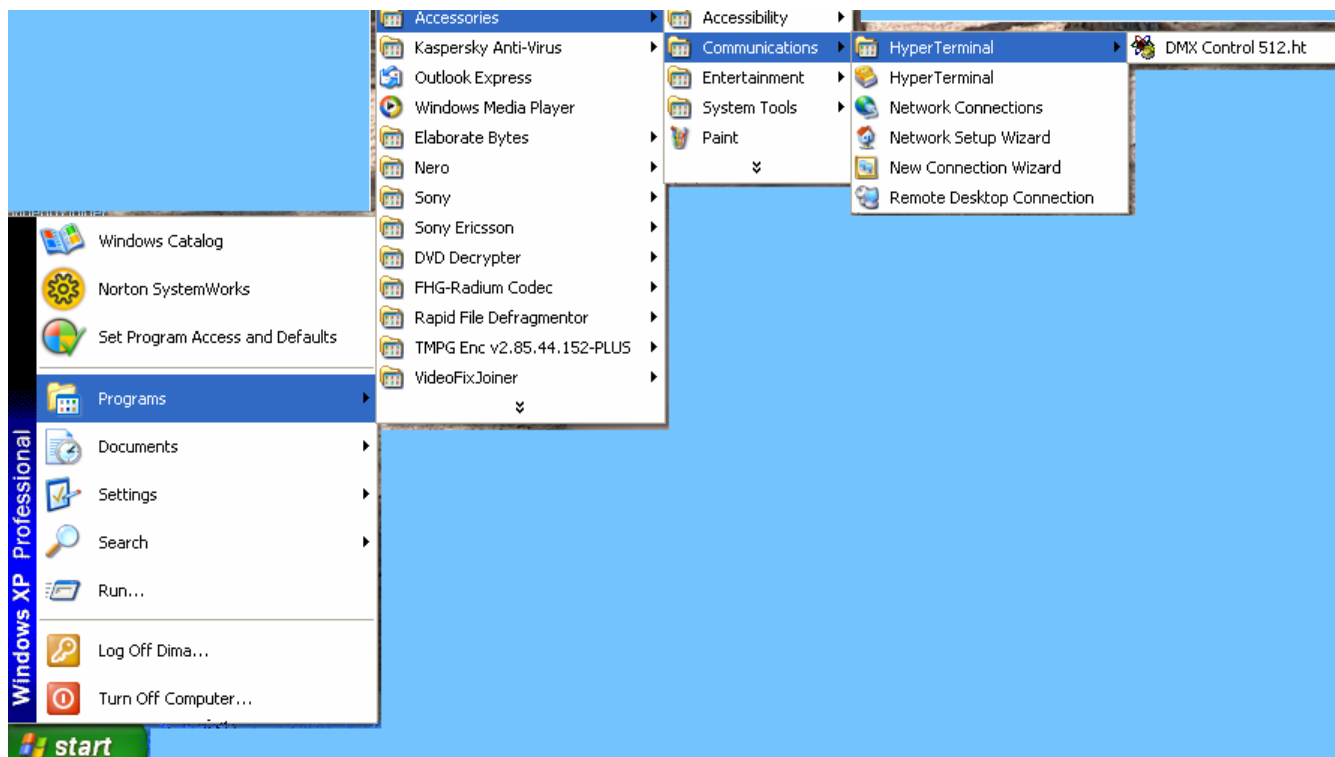 Accessories
Kaspersky Anti-Virus
Outlook Express
Windows Media Player
Elaborate Bytes
Nero
Sony
Sony Ericsson
DVD Decrypter
FHG-Radium Codec
Rapid File Defragmentor
TMPG Enc v2.85.44.152-PLUS
VideoFixJoiner
Accessibility
Communications
Entertainment
System Tools
Paint
HyperTerminal
HyperTerminal
Network Connections
Network Setup Wizard
New Connection Wizard
Remote Desktop Connection
DMX Control 512.ht
Windows Catalog
Norton SystemWorks
Set Program Access and Defaults
Programs
Documents
Settings
Search
Run...
Log Off Dima...
Turn Off Computer...
Windows XP Professional
start